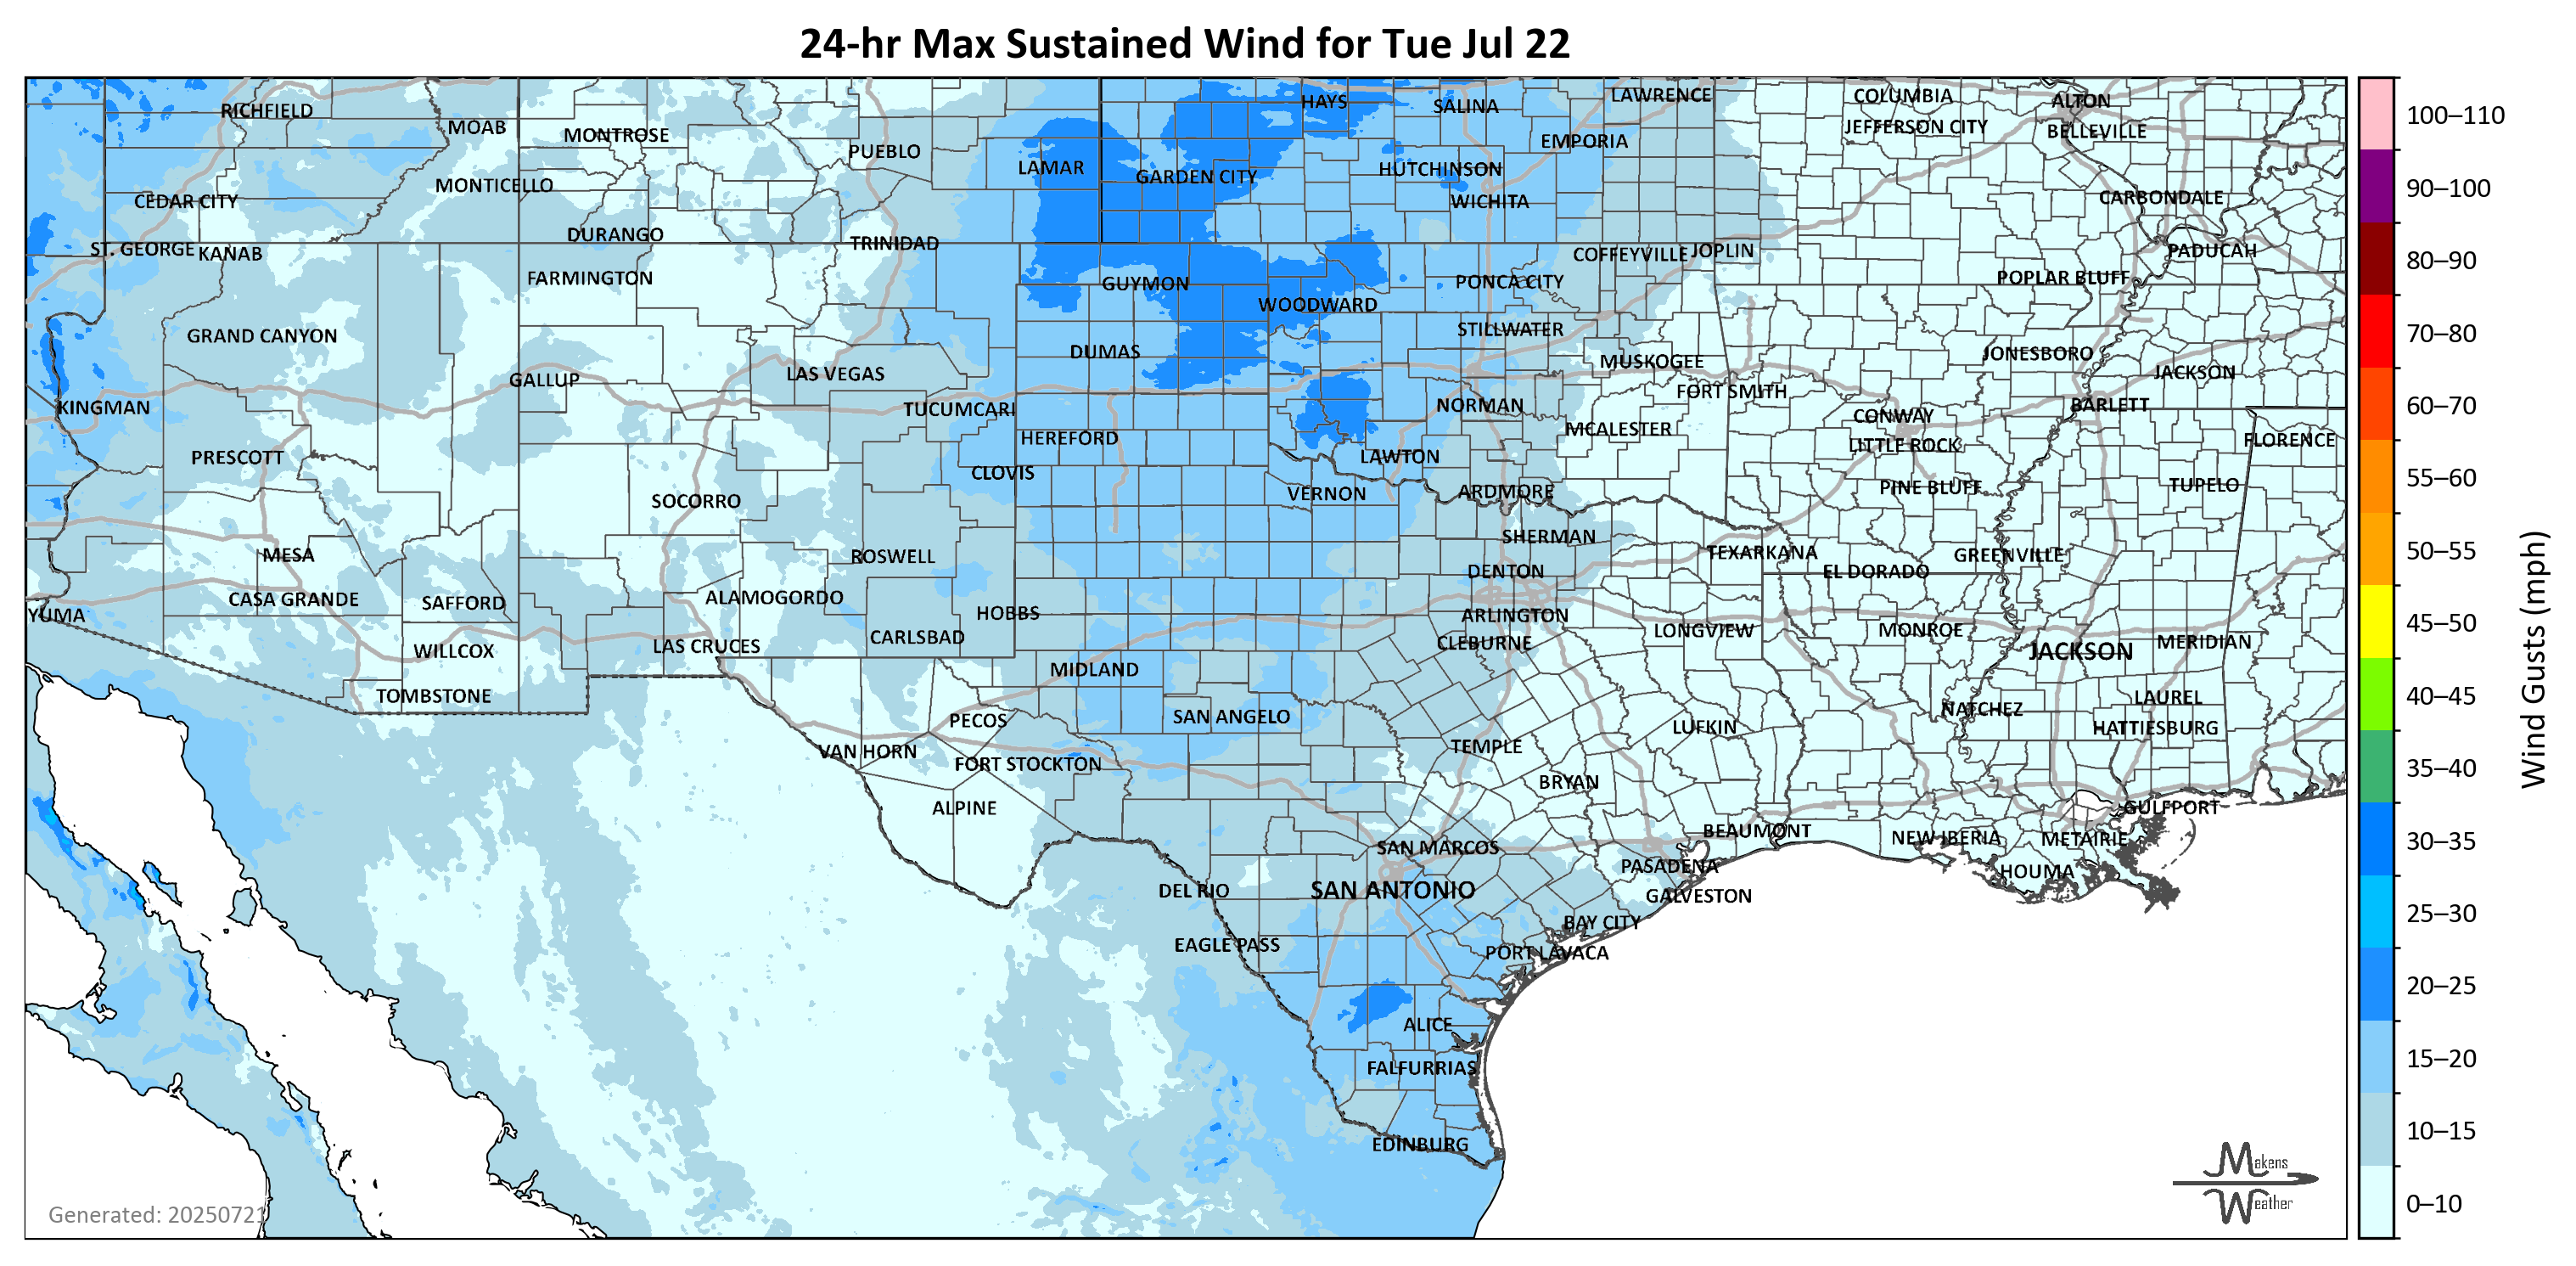 24-hr Max Sustained Wind for Tue Jul 22
RICHFIELD
MOAB
MONTROSE
PUEBLO
LAMAR
HAYS
SALINA
LAWRENCE
COLUMBIA
ALTON
JEFFERSON CITY
BELLEVILLE
EMPORIA
GARDEN CITY
HUTCHINSON
MONTICELLO
CEDAR CITY
WICHITA
CARBONDALE
DURANGO
TRINIDAD
ST. GEORGE
KANAB
COFFEYVILLE
JOPLIN
PADUCAH
FARMINGTON
GUYMON
PONCA CITY
POPLAR BLUFF
WOODWARD
STILLWATER
GRAND CANYON
DUMAS
MUSKOGEE
JONESBORO
GALLUP
LAS VEGAS
FORT SMITH
JACKSON
KINGMAN
TUCUMCARI
NORMAN
CONWAY
BARLETT
HEREFORD
MCALESTER
LITTLE ROCK
FLORENCE
PRESCOTT
CLOVIS
LAWTON
SOCORRO
VERNON
ARDMORE
PINE BLUFF
TUPELO
MESA
ROSWELL
SHERMAN
TEXARKANA
GREENVILLE
DENTON
EL DORADO
CASA GRANDE
SAFFORD
ALAMOGORDO
HOBBS
YUMA
ARLINGTON
WILLCOX
LAS CRUCES
CARLSBAD
CLEBURNE
LONGVIEW
MONROE
JACKSON
MERIDIAN
TOMBSTONE
MIDLAND
LAUREL
PECOS
SAN ANGELO
LUFKIN
NATCHEZ
HATTIESBURG
VAN HORN
FORT STOCKTON
TEMPLE
BRYAN
ALPINE
GULFPORT
SAN MARCOS
BEAUMONT
NEW IBERIA
METAIRIE
PASADENA
HOUMA
DEL RIO
SAN ANTONIO
GALVESTON
BAY CITY
EAGLE PASS
PORT LAVACA
ALICE
FALFURRIAS
EDINBURG
Generated: 20250721
Makens
Weather
100–110
90–100
80–90
70–80
60–70
55–60
50–55
45–50
40–45
35–40
30–35
25–30
20–25
15–20
10–15
0–10
Wind Gusts (mph)